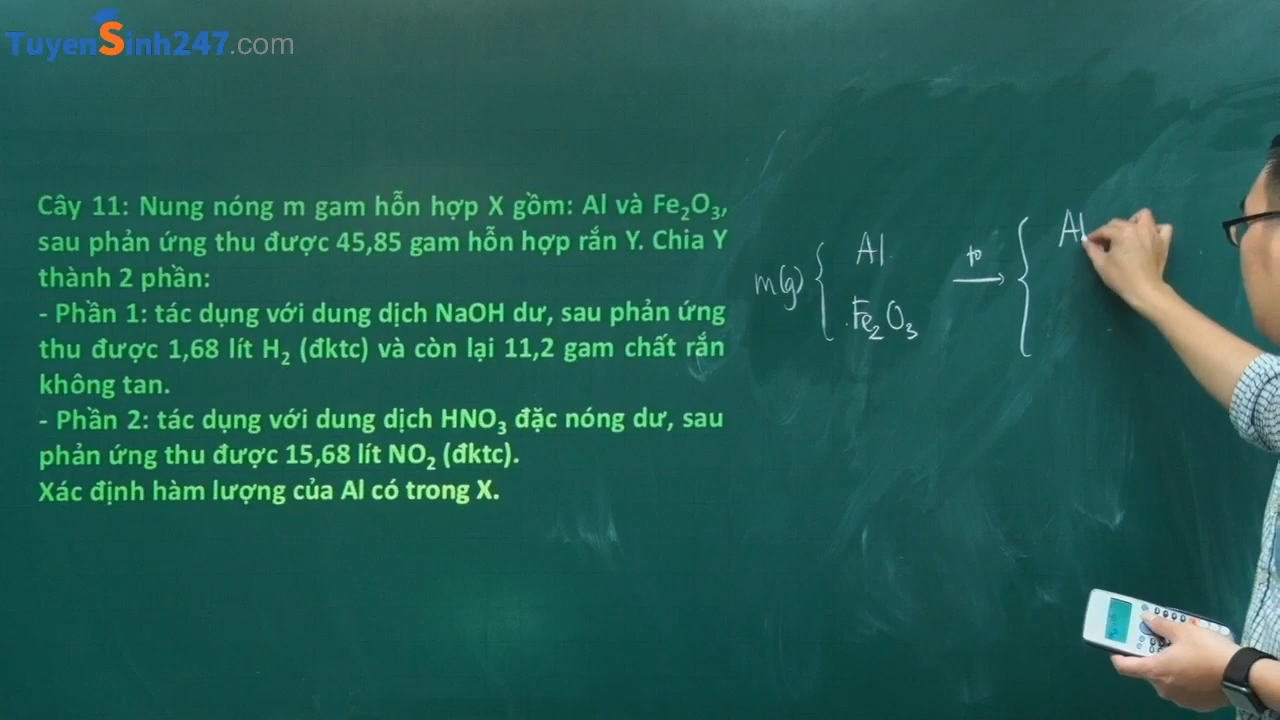 TuyenSinh247.com
Cây 11: Nung nóng m gam hỗn hợp X gồm: Al và Fe₂O₃,
sau phản ứng thu được 45,85 gam hỗn hợp rắn Y. Chia Y
thành 2 phần:
- Phần 1: tác dụng với dung dịch NaOH dư, sau phản ứng
thu được 1,68 lít H₂ (đktc) và còn lại 11,2 gam chất rắn
không tan.
- Phần 2: tác dụng với dung dịch HNO₃ đặc nóng dư, sau
phản ứng thu được 15,68 lít NO₂ (đktc).
Xác định hàm lượng của Al có trong X.
Al
Al
m(g)
t⁰
Fe₂O₃